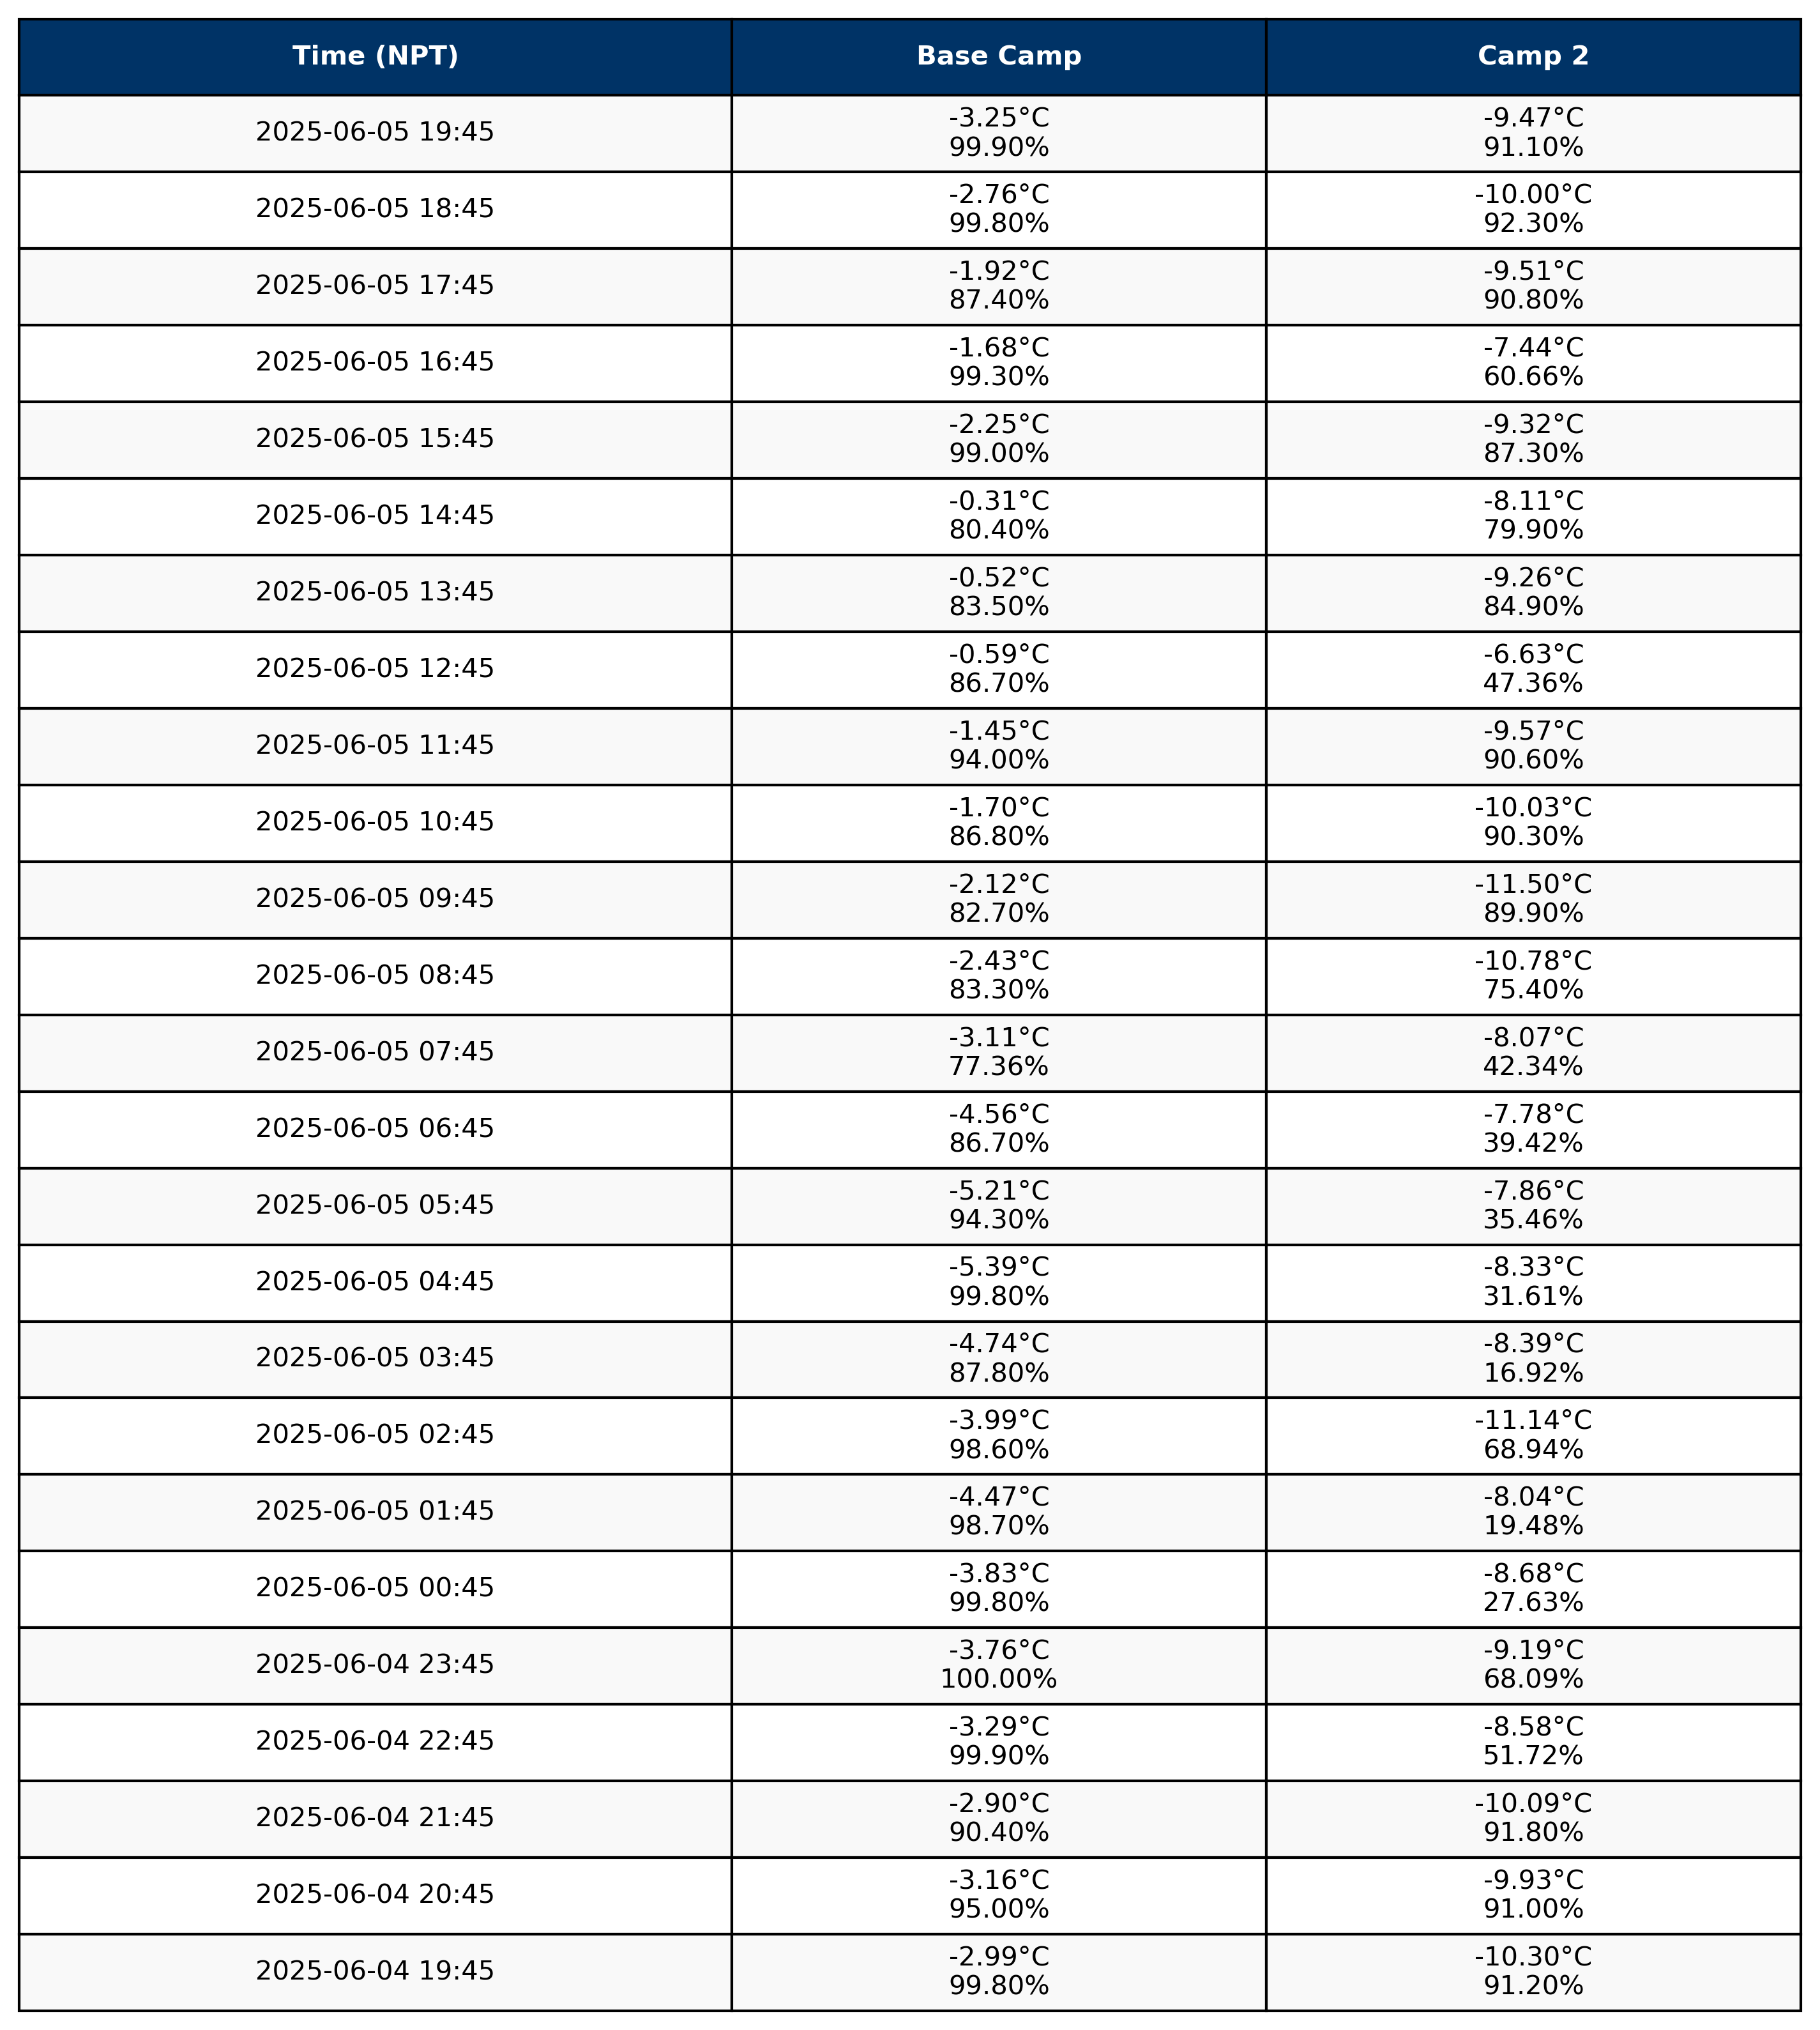 Time (NPT) Base Camp Camp 2
2025-06-05 19:45 -3.25°C 99.90% -9.47°C 91.10%
2025-06-05 18:45 -2.76°C 99.80% -10.00°C 92.30%
2025-06-05 17:45 -1.92°C 87.40% -9.51°C 90.80%
2025-06-05 16:45 -1.68°C 99.30% -7.44°C 60.66%
2025-06-05 15:45 -2.25°C 99.00% -9.32°C 87.30%
2025-06-05 14:45 -0.31°C 80.40% -8.11°C 79.90%
2025-06-05 13:45 -0.52°C 83.50% -9.26°C 84.90%
2025-06-05 12:45 -0.59°C 86.70% -6.63°C 47.36%
2025-06-05 11:45 -1.45°C 94.00% -9.57°C 90.60%
2025-06-05 10:45 -1.70°C 86.80% -10.03°C 90.30%
2025-06-05 09:45 -2.12°C 82.70% -11.50°C 89.90%
2025-06-05 08:45 -2.43°C 83.30% -10.78°C 75.40%
2025-06-05 07:45 -3.11°C 77.36% -8.07°C 42.34%
2025-06-05 06:45 -4.56°C 86.70% -7.78°C 39.42%
2025-06-05 05:45 -5.21°C 94.30% -7.86°C 35.46%
2025-06-05 04:45 -5.39°C 99.80% -8.33°C 31.61%
2025-06-05 03:45 -4.74°C 87.80% -8.39°C 16.92%
2025-06-05 02:45 -3.99°C 98.60% -11.14°C 68.94%
2025-06-05 01:45 -4.47°C 98.70% -8.04°C 19.48%
2025-06-05 00:45 -3.83°C 99.80% -8.68°C 27.63%
2025-06-04 23:45 -3.76°C 100.00% -9.19°C 68.09%
2025-06-04 22:45 -3.29°C 99.90% -8.58°C 51.72%
2025-06-04 21:45 -2.90°C 90.40% -10.09°C 91.80%
2025-06-04 20:45 -3.16°C 95.00% -9.93°C 91.00%
2025-06-04 19:45 -2.99°C 99.80% -10.30°C 91.20%